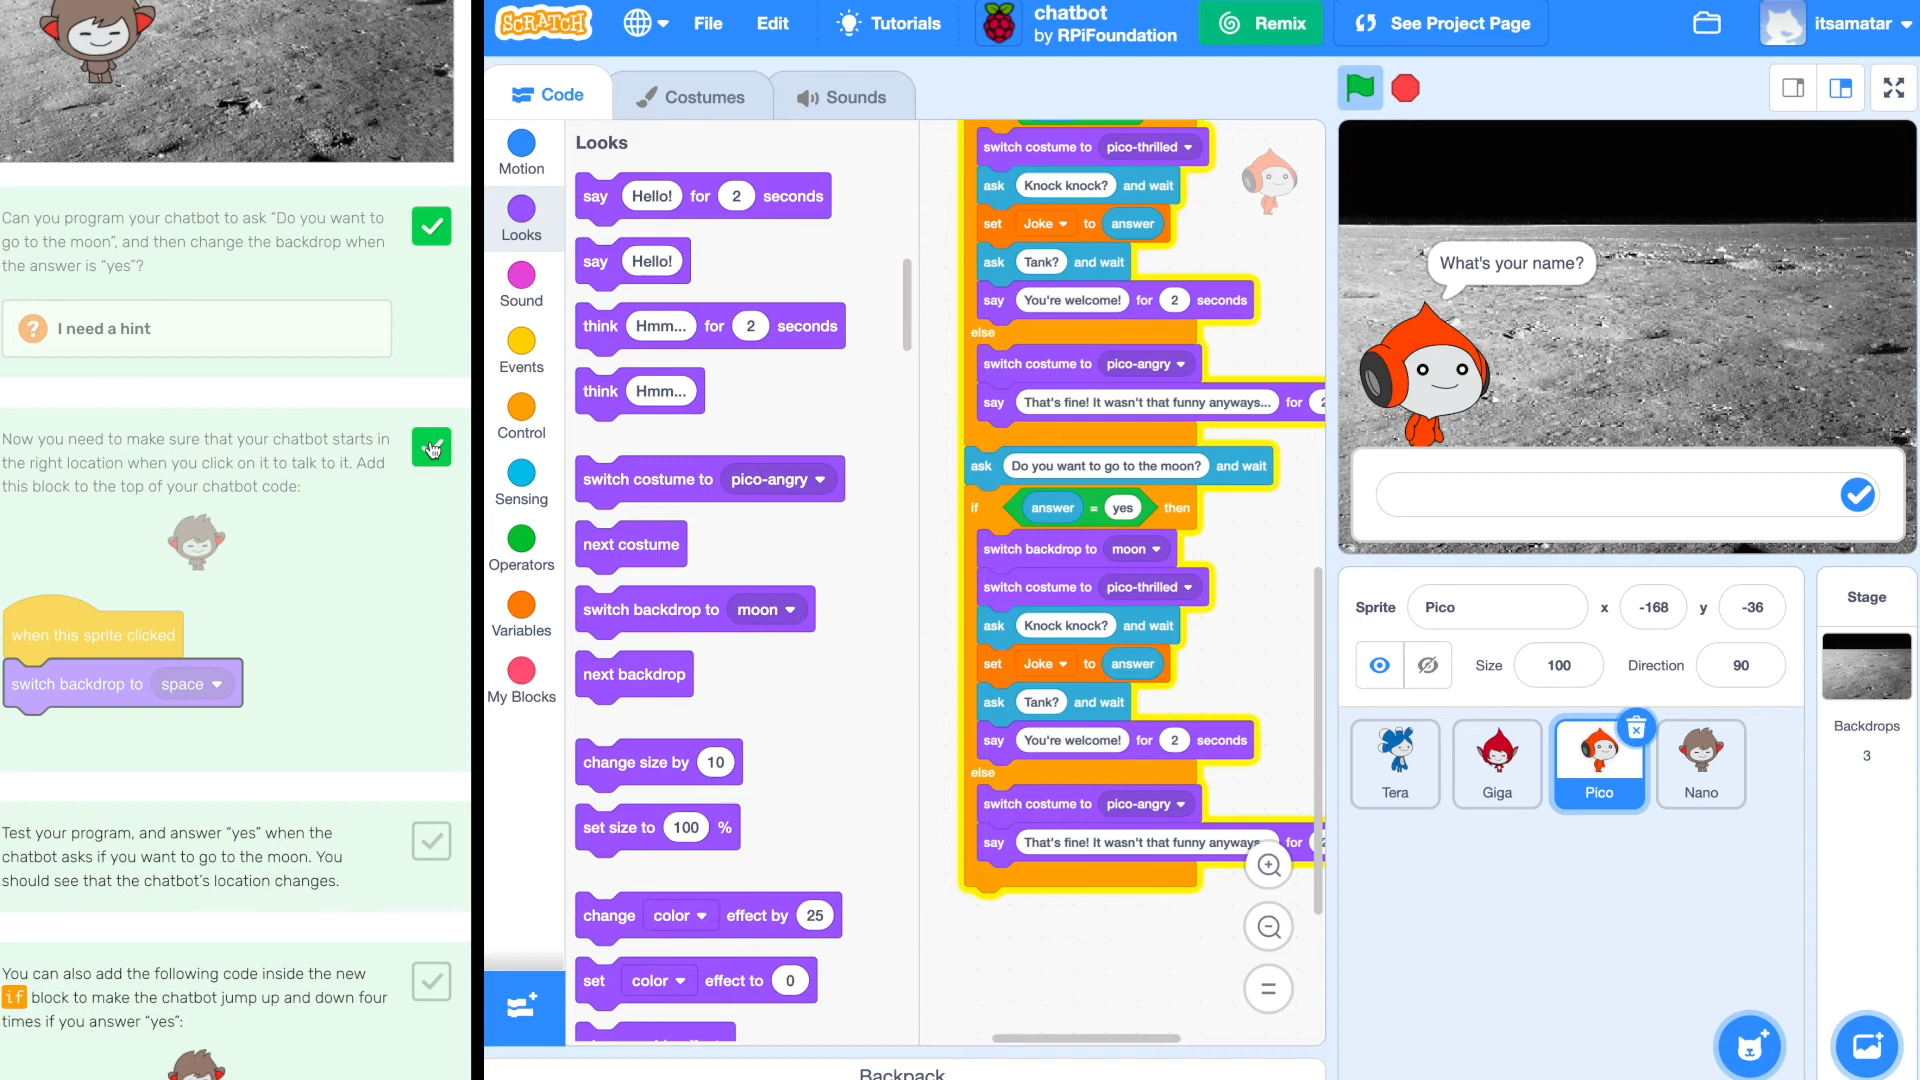 SCRATCH
File
Edit
Tutorials
chatbot
by RPiFoundation
Remix
See Project Page
itsamatar
Code
Costumes
Sounds
Can you program your chatbot to ask “Do you want to
go to the moon”, and then change the backdrop when
the answer is “yes”?
? I need a hint
Now you need to make sure that your chatbot starts in
the right location when you click on it to talk to it. Add
this block to the top of your chatbot code:
when this sprite clicked
switch backdrop to space
Test your program, and answer “yes” when the
chatbot asks if you want to go to the moon. You
should see that the chatbot’s location changes.
You can also add the following code inside the new
if block to make the chatbot jump up and down four
times if you answer “yes”:
Motion
Looks
Sound
Events
Control
Sensing
Operators
Variables
My Blocks
Looks
say Hello! for 2 seconds
say Hello!
think Hmm... for 2 seconds
think Hmm...
switch costume to pico-angry
next costume
switch backdrop to moon
next backdrop
change size by 10
set size to 100 %
change color effect by 25
set color effect to 0
switch costume to pico-thrilled
ask Knock knock? and wait
set Joke to answer
ask Tank? and wait
say You're welcome! for 2 seconds
else
switch costume to pico-angry
say That's fine! It wasn't that funny anyways... for 2
ask Do you want to go to the moon? and wait
if answer = yes then
switch backdrop to moon
switch costume to pico-thrilled
ask Knock knock? and wait
set Joke to answer
ask Tank? and wait
say You're welcome! for 2 seconds
else
switch costume to pico-angry
say That's fine! It wasn't that funny anyways... for
What's your name?
Sprite Pico x -168 y -36
Size 100 Direction 90
Tera
Giga
Pico
Nano
Stage
Backdrops
3
Backpack